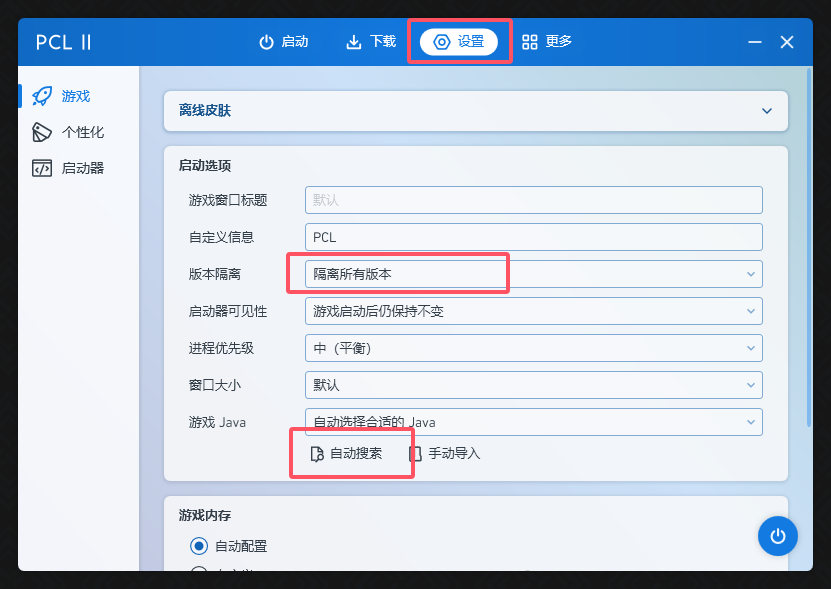 PCL II 启动 下载 设置 更多
游戏
个性化
启动器
离线皮肤
启动选项
游戏窗口标题 默认
自定义信息 PCL
版本隔离 隔离所有版本
启动器可见性 游戏启动后仍保持不变
进程优先级 中（平衡）
窗口大小 默认
游戏 Java 自动选择合适的 Java
自动搜索 手动导入
游戏内存
自动配置